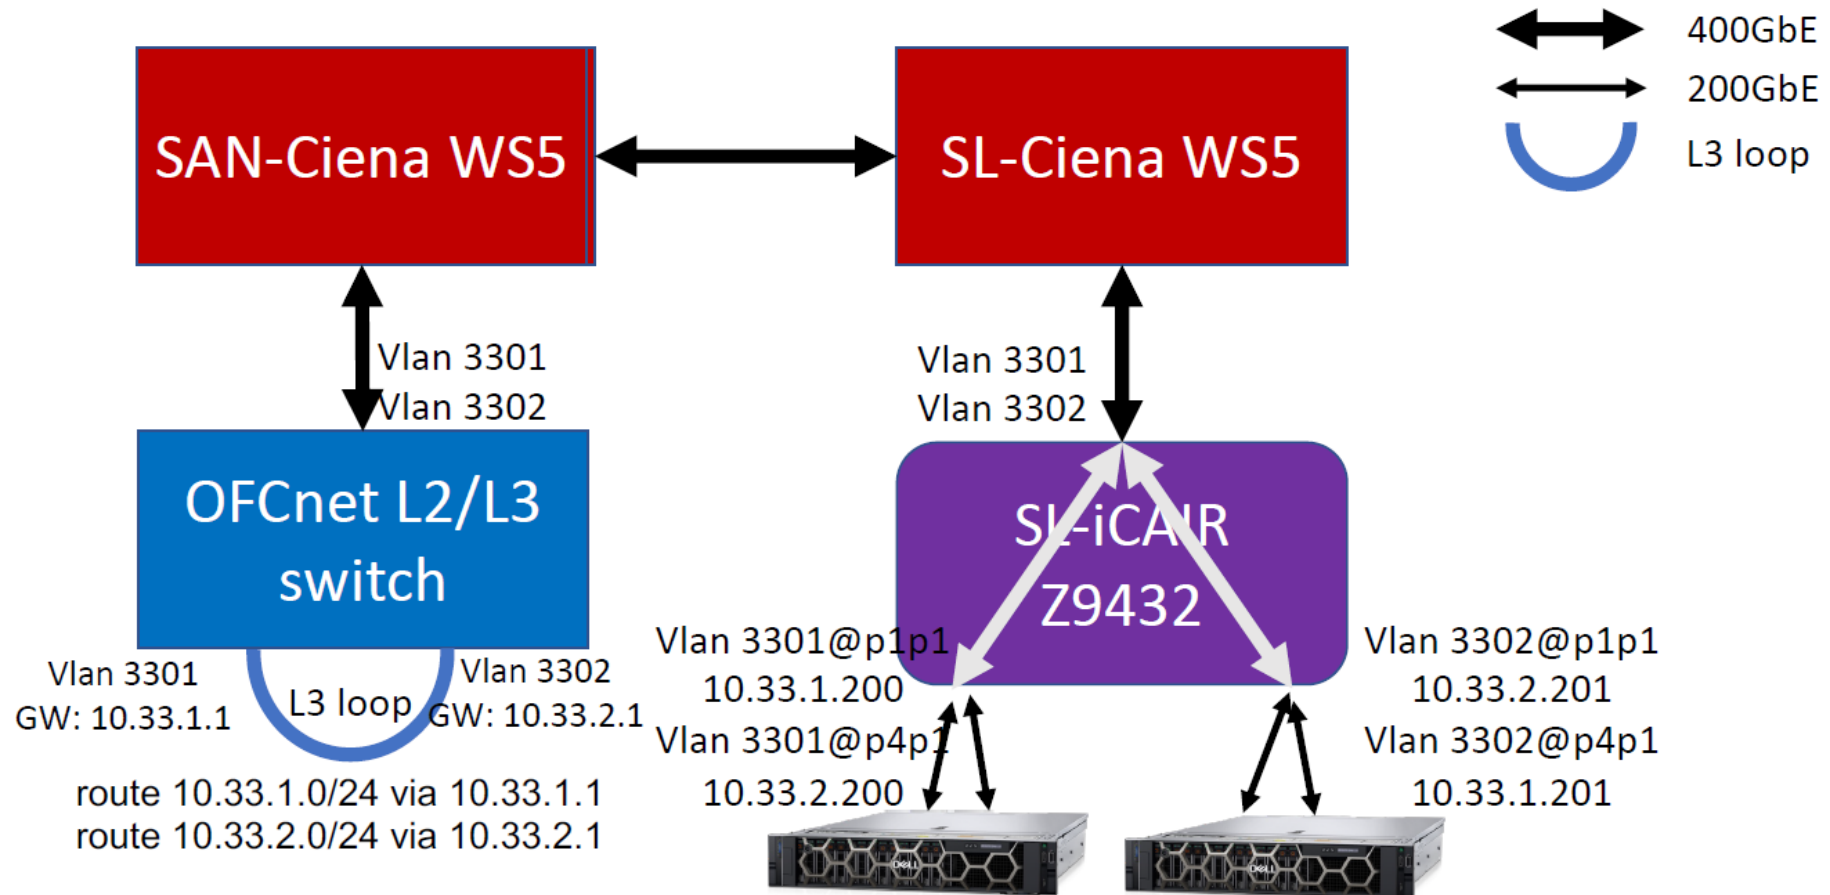 400GbE
200GbE
L3 loop
SAN-Ciena WS5
SL-Ciena WS5
Vlan 3301
Vlan 3302
Vlan 3301
Vlan 3302
OFCnet L2/L3
switch
SL-iCAIR
Z9432
Vlan 3301
GW: 10.33.1.1
L3 loop
Vlan 3302
GW: 10.33.2.1
route 10.33.1.0/24 via 10.33.1.1
route 10.33.2.0/24 via 10.33.2.1
Vlan 3301@p1p1
10.33.1.200
Vlan 3301@p4p1
10.33.2.200
Vlan 3302@p1p1
10.33.2.201
Vlan 3302@p4p1
10.33.1.201
DELL
DELL